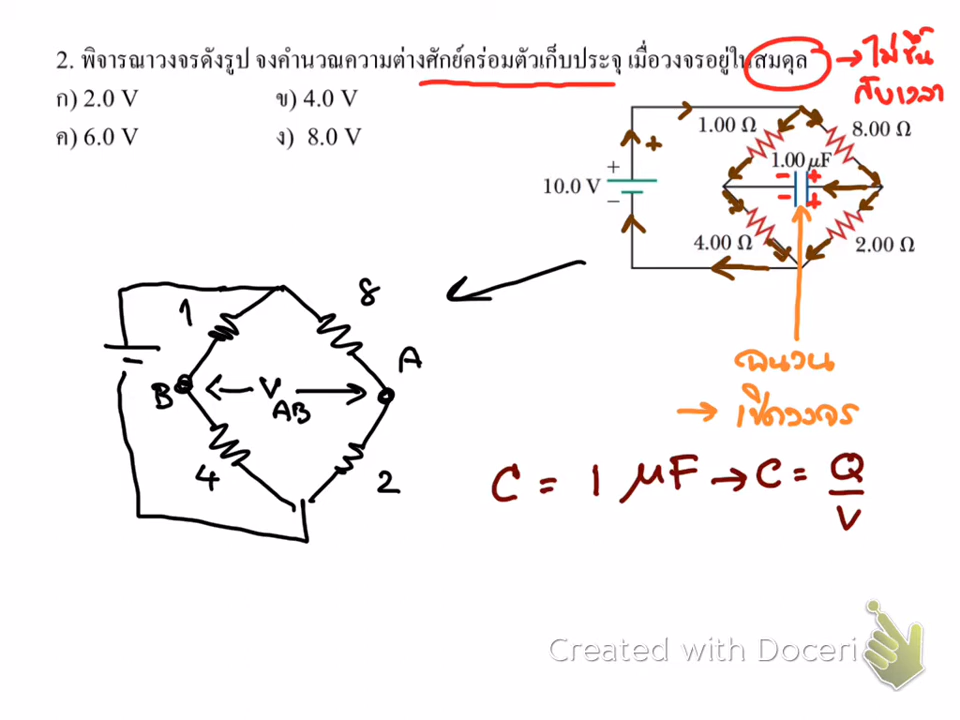 2. พิจารณาวงจรดังรูป จงคำนวณความต่างศักย์คร่อมตัวเก็บประจุ เมื่อวงจรอยู่ในสมดุล → ไม่ขึ้น
กับเวลา
ก) 2.0 V ข) 4.0 V
ค) 6.0 V ง) 8.0 V
1.00 Ω 8.00 Ω
1.00 μF
+ +
− +
10.0 V
− − +
4.00 Ω 2.00 Ω
ฉนวน
→ เปิดวงจร
1 8
A
B V AB
4 2
C = 1 μF → C = Q/V
Created with Doceri